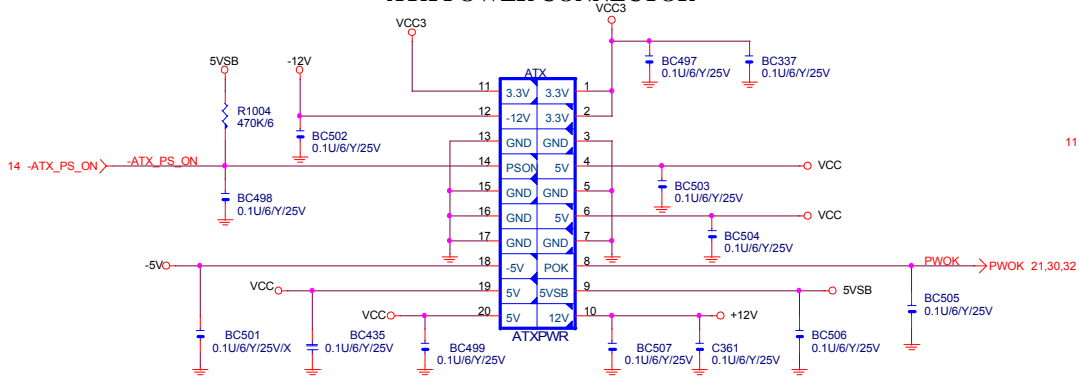 VCC3
VCC3
5VSB
-12V
BC497
0.1U/6/Y/25V
BC337
0.1U/6/Y/25V
ATX
R1004
470K/6
BC502
0.1U/6/Y/25V
11 3.3V 3.3V 1
12 -12V 3.3V 2
13 GND GND 3
14 PSON 5V 4
15 GND GND 5
16 GND 5V 6
17 GND GND 7
18 -5V POK 8
19 5V 5VSB 9
20 5V 12V 10
ATXPWR
11
14 -ATX_PS_ON
-ATX_PS_ON
VCC
BC498
0.1U/6/Y/25V
BC503
0.1U/6/Y/25V
VCC
BC504
0.1U/6/Y/25V
-5V
PWOK
PWOK 21,30,32
VCC
5VSB
VCC
+12V
BC505
0.1U/6/Y/25V
BC501
0.1U/6/Y/25V/X
BC435
0.1U/6/Y/25V
BC499
0.1U/6/Y/25V
BC507
0.1U/6/Y/25V
C361
0.1U/6/Y/25V
BC506
0.1U/6/Y/25V